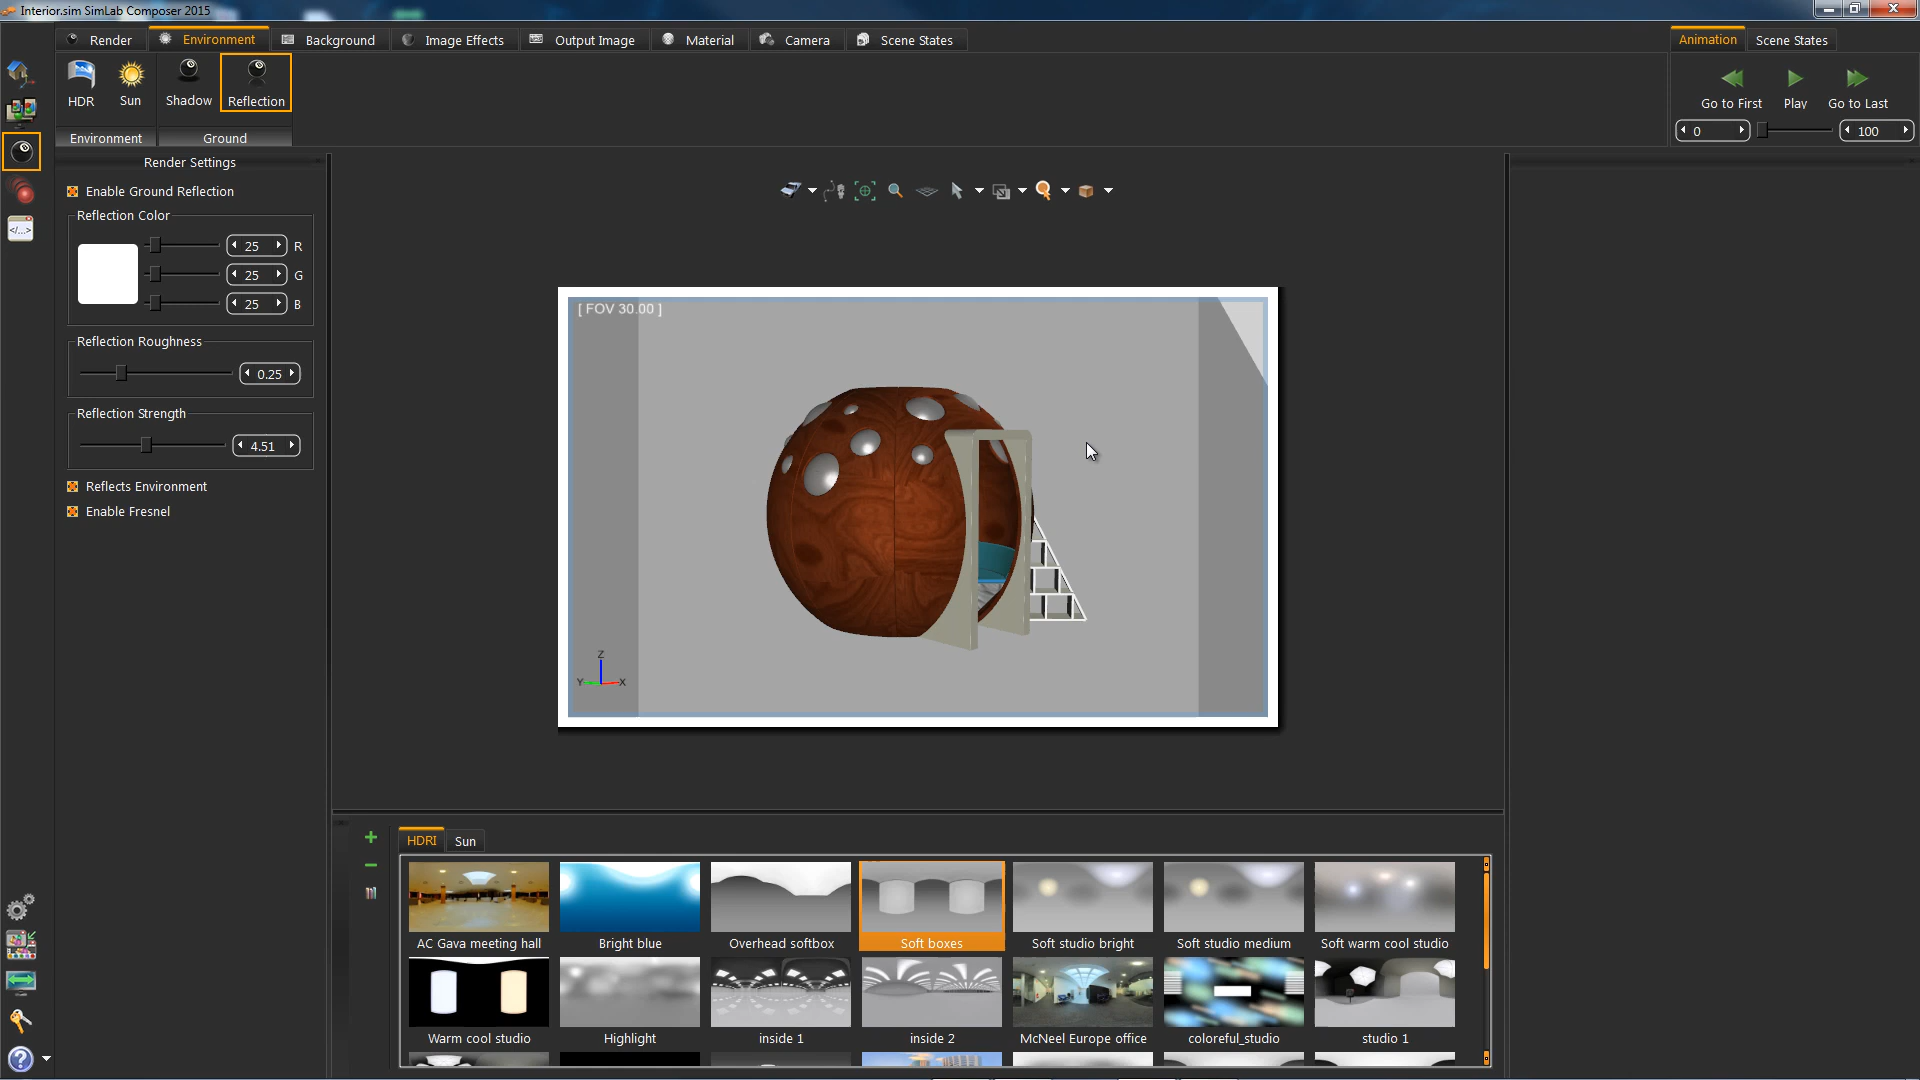 Interior.sim SimLab Composer 2015
Render
Environment
Background
Image Effects
Output Image
Material
Camera
Scene States
Animation
Scene States
HDR
Sun
Shadow
Reflection
Go to First
Play
Go to Last
0
100
Environment
Ground
Render Settings
Enable Ground Reflection
Reflection Color
25 R
25 G
25 B
Reflection Roughness
0.25
Reflection Strength
4.51
Reflects Environment
Enable Fresnel
[ FOV 30.00 ]
Z
Y
X
</...>
HDRI
Sun
AC Gava meeting hall
Bright blue
Overhead softbox
Soft boxes
Soft studio bright
Soft studio medium
Soft warm cool studio
Warm cool studio
Highlight
inside 1
inside 2
McNeel Europe office
coloreful_studio
studio 1